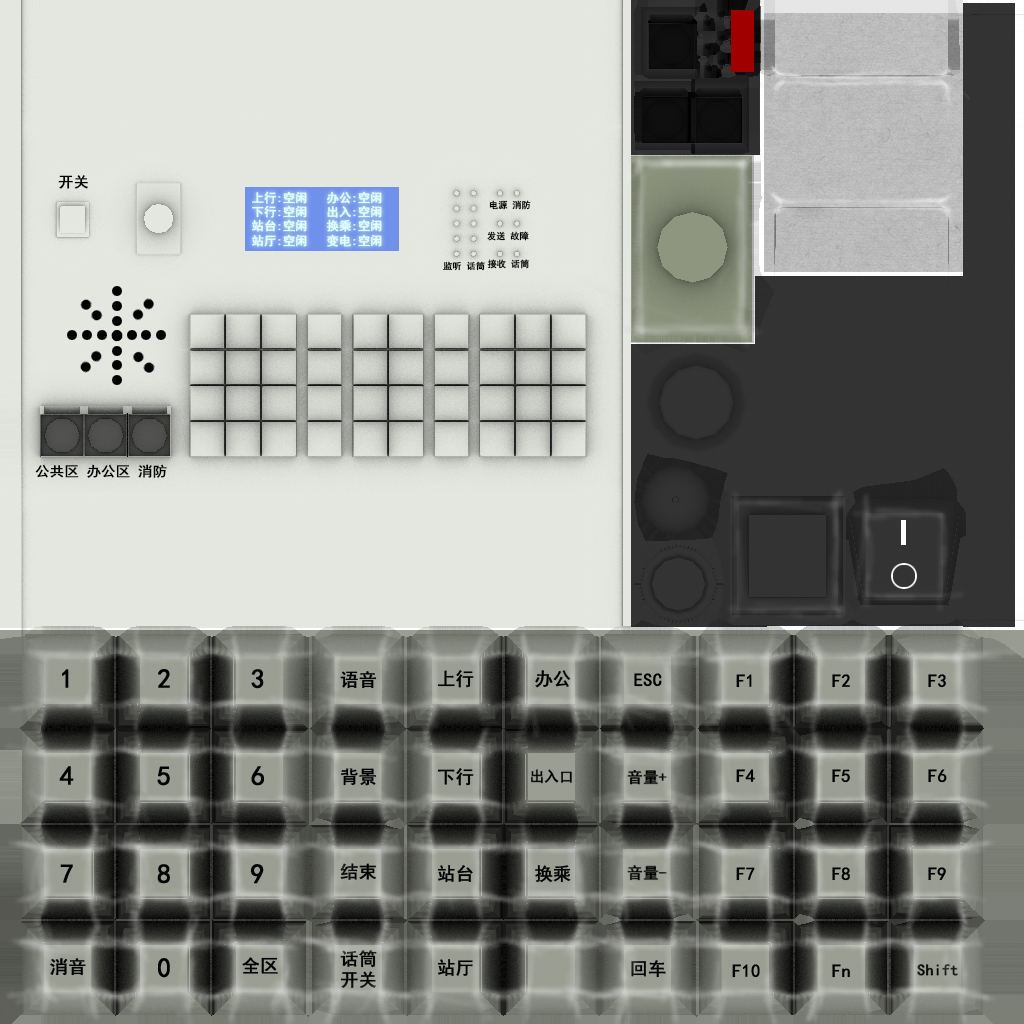 开关
上行:空闲 办公:空闲
下行:空闲 出入:空闲
站台:空闲 换乘:空闲
站厅:空闲 变电:空闲
电源 消防
发送 故障
监听 话筒 接收 话筒
公共区 办公区 消防
1 2 3 语音 上行 办公 ESC F1 F2 F3
4 5 6 背景 下行 出入口 音量+ F4 F5 F6
7 8 9 结束 站台 换乘 音量- F7 F8 F9
消音 0 全区 话筒开关 站厅 回车 F10 Fn Shift